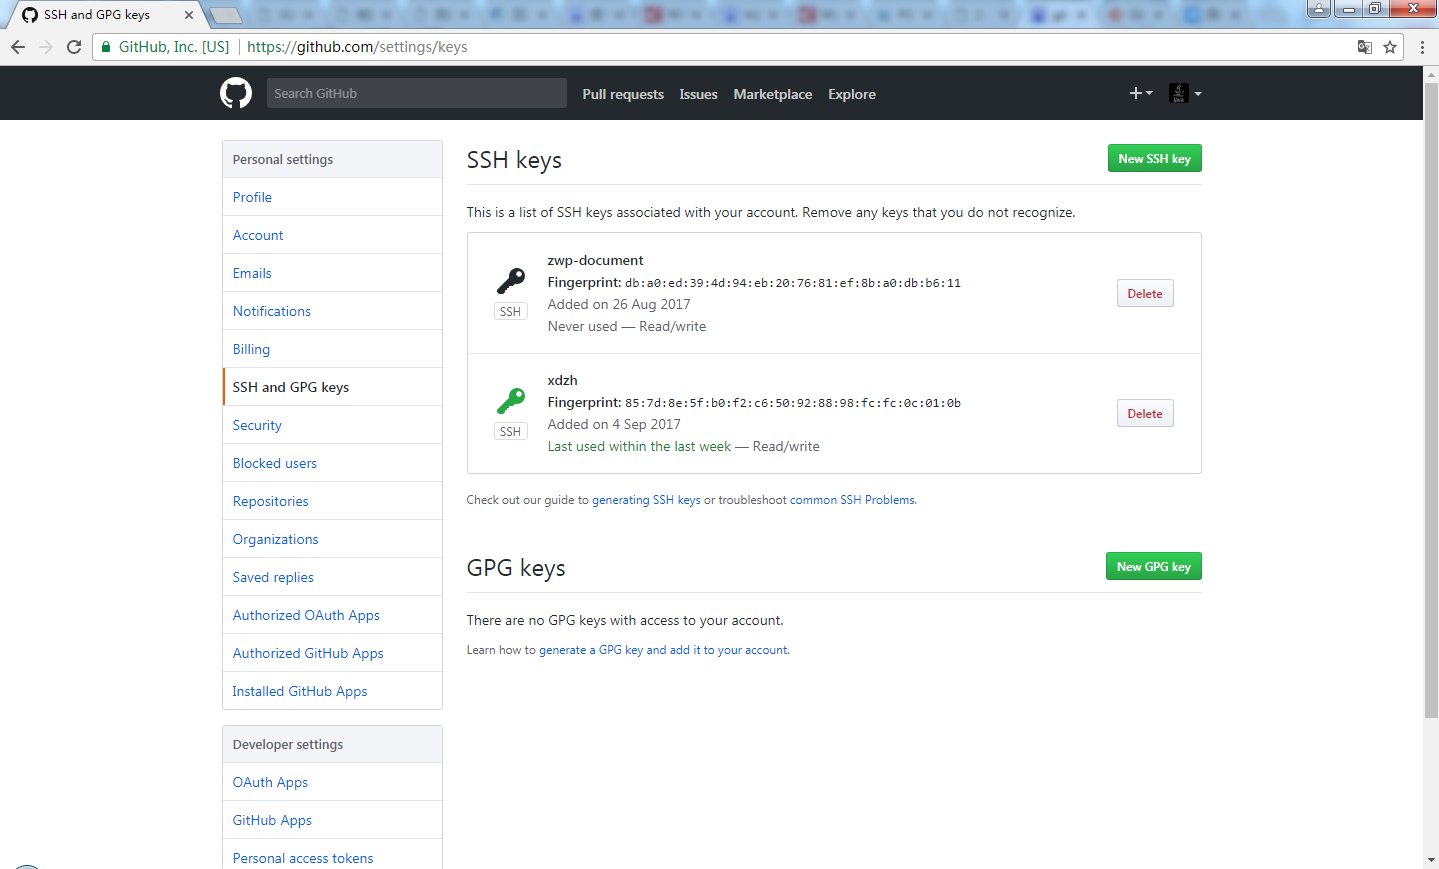 SSH and GPG keys
GitHub, Inc. [US] https://github.com/settings/keys
Search GitHub
Pull requests Issues Marketplace Explore
Personal settings
Profile
Account
Emails
Notifications
Billing
SSH and GPG keys
Security
Blocked users
Repositories
Organizations
Saved replies
Authorized OAuth Apps
Authorized GitHub Apps
Installed GitHub Apps
Developer settings
OAuth Apps
GitHub Apps
Personal access tokens
SSH keys
New SSH key
This is a list of SSH keys associated with your account. Remove any keys that you do not recognize.
zwp-document
Fingerprint: db:a0:ed:39:4d:94:eb:20:76:81:ef:8b:a0:db:b6:11
Added on 26 Aug 2017
Never used — Read/write
SSH
Delete
xdzh
Fingerprint: 85:7d:8e:5f:b0:f2:c6:50:92:88:98:fc:fc:0c:01:0b
Added on 4 Sep 2017
Last used within the last week — Read/write
SSH
Delete
Check out our guide to generating SSH keys or troubleshoot common SSH Problems.
GPG keys
New GPG key
There are no GPG keys with access to your account.
Learn how to generate a GPG key and add it to your account.